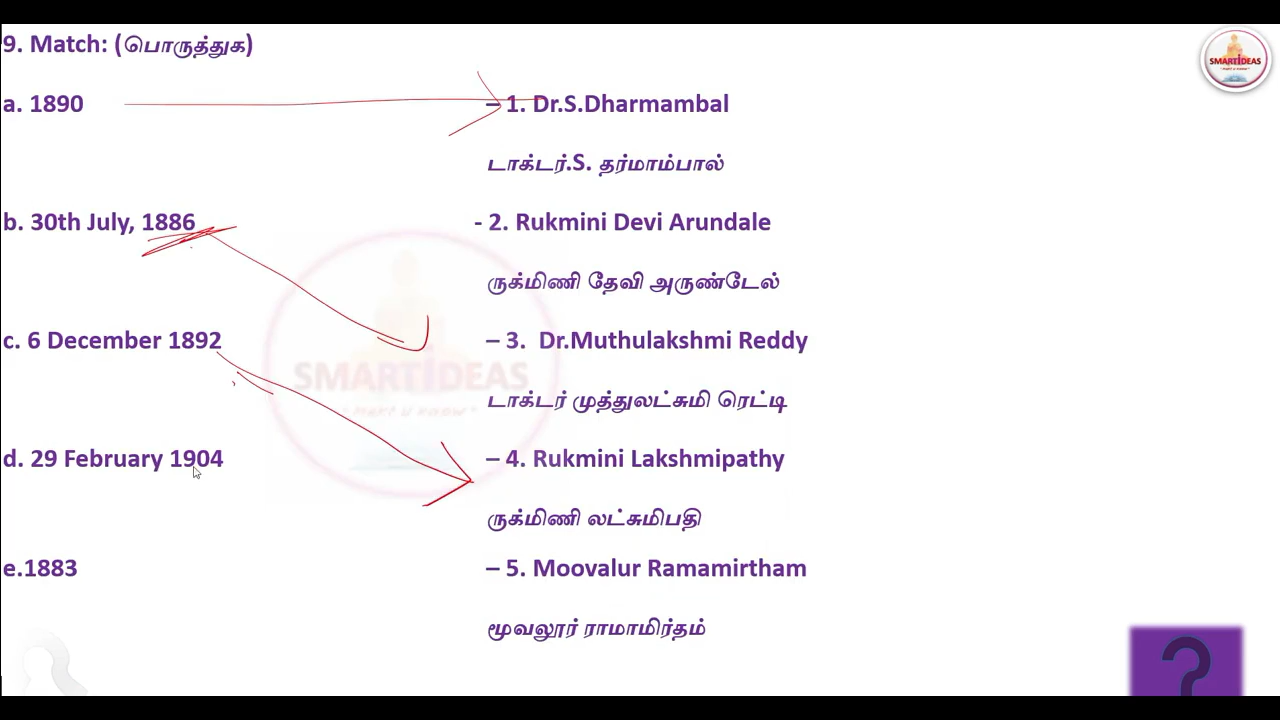 9. Match: (பொருத்துக)
SMARTIDEAS
a. 1890 – 1. Dr.S.Dharmambal
டாக்டர்.S. தர்மாம்பால்
b. 30th July, 1886 - 2. Rukmini Devi Arundale
ருக்மிணி தேவி அருண்டேல்
c. 6 December 1892 – 3. Dr.Muthulakshmi Reddy
SMARTIDEAS
டாக்டர் முத்துலட்சுமி ரெட்டி
d. 29 February 1904 – 4. Rukmini Lakshmipathy
ருக்மிணி லட்சுமிபதி
e.1883 – 5. Moovalur Ramamirtham
மூவலூர் ராமாமிர்தம்
?